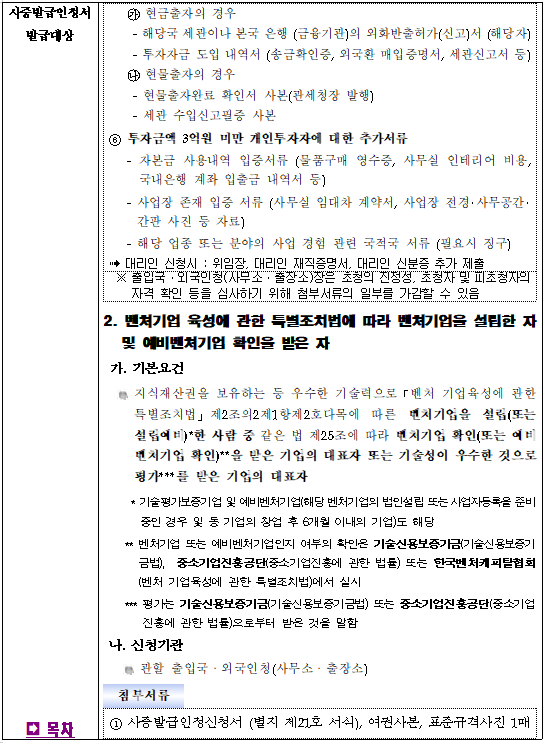 사증발급인정서
발급대상
㉮ 현금출자의 경우
- 해당국 세관이나 본국 은행 (금융기관)의 외화반출허가(신고)서 (해당자)
- 투자자금 도입 내역서 (송금확인증, 외국환 매입증명서, 세관신고서 등)
㉯ 현물출자의 경우
- 현물출자완료 확인서 사본(관세청장 발행)
- 세관 수입신고필증 사본
⑥ 투자금액 3억원 미만 개인투자자에 대한 추가서류
- 자본금 사용내역 입증서류 (물품구매 영수증, 사무실 인테리어 비용,
국내은행 계좌 입출금 내역서 등)
- 사업장 존재 입증 서류 (사무실 임대차 계약서, 사업장 전경·사무공간·
간판 사진 등 자료)
- 해당 업종 또는 분야의 사업 경험 관련 국적국 서류 (필요시 징구)
➟ 대리인 신청시 : 위임장, 대리인 재직증명서, 대리인 신분증 추가 제출
※ 출입국·외국인청(사무소·출장소)장은 초청의 진정성, 초청자 및 피초청자의
자격 확인 등을 심사하기 위해 첨부서류의 일부를 가감할 수 있음
2. 벤처기업 육성에 관한 특별조치법에 따라 벤처기업을 설립한 자
및 예비벤처기업 확인을 받은 자
가. 기본요건
지식재산권을 보유하는 등 우수한 기술력으로 「벤처 기업육성에 관한
특별조치법」 제2조의2제1항제2호다목에 따른 벤처기업을 설립(또는
설립예비)*한 사람 중 같은 법 제25조에 따라 벤처기업 확인(또는 예비
벤처기업 확인)**을 받은 기업의 대표자 또는 기술성이 우수한 것으로
평가***를 받은 기업의 대표자
* 기술평가보증기업 및 예비벤처기업(해당 벤처기업의 법인설립 또는 사업자등록을 준비
중인 경우 및 동 기업의 창업 후 6개월 이내의 기업)도 해당
** 벤처기업 또는 예비벤처기업인지 여부의 확인은 기술신용보증기금(기술신용보증기
금법), 중소기업진흥공단(중소기업진흥에 관한 법률) 또는 한국벤처캐피탈협회
(벤처 기업육성에 관한 특별조치법)에서 실시
*** 평가는 기술신용보증기금(기술신용보증기금법) 또는 중소기업진흥공단(중소기업
진흥에 관한 법률)으로부터 받은 것을 말함
나. 신청기관
관할 출입국·외국인청(사무소·출장소)
첨부서류
① 사증발급인정신청서 (별지 제21호 서식), 여권사본, 표준규격사진 1매
목차